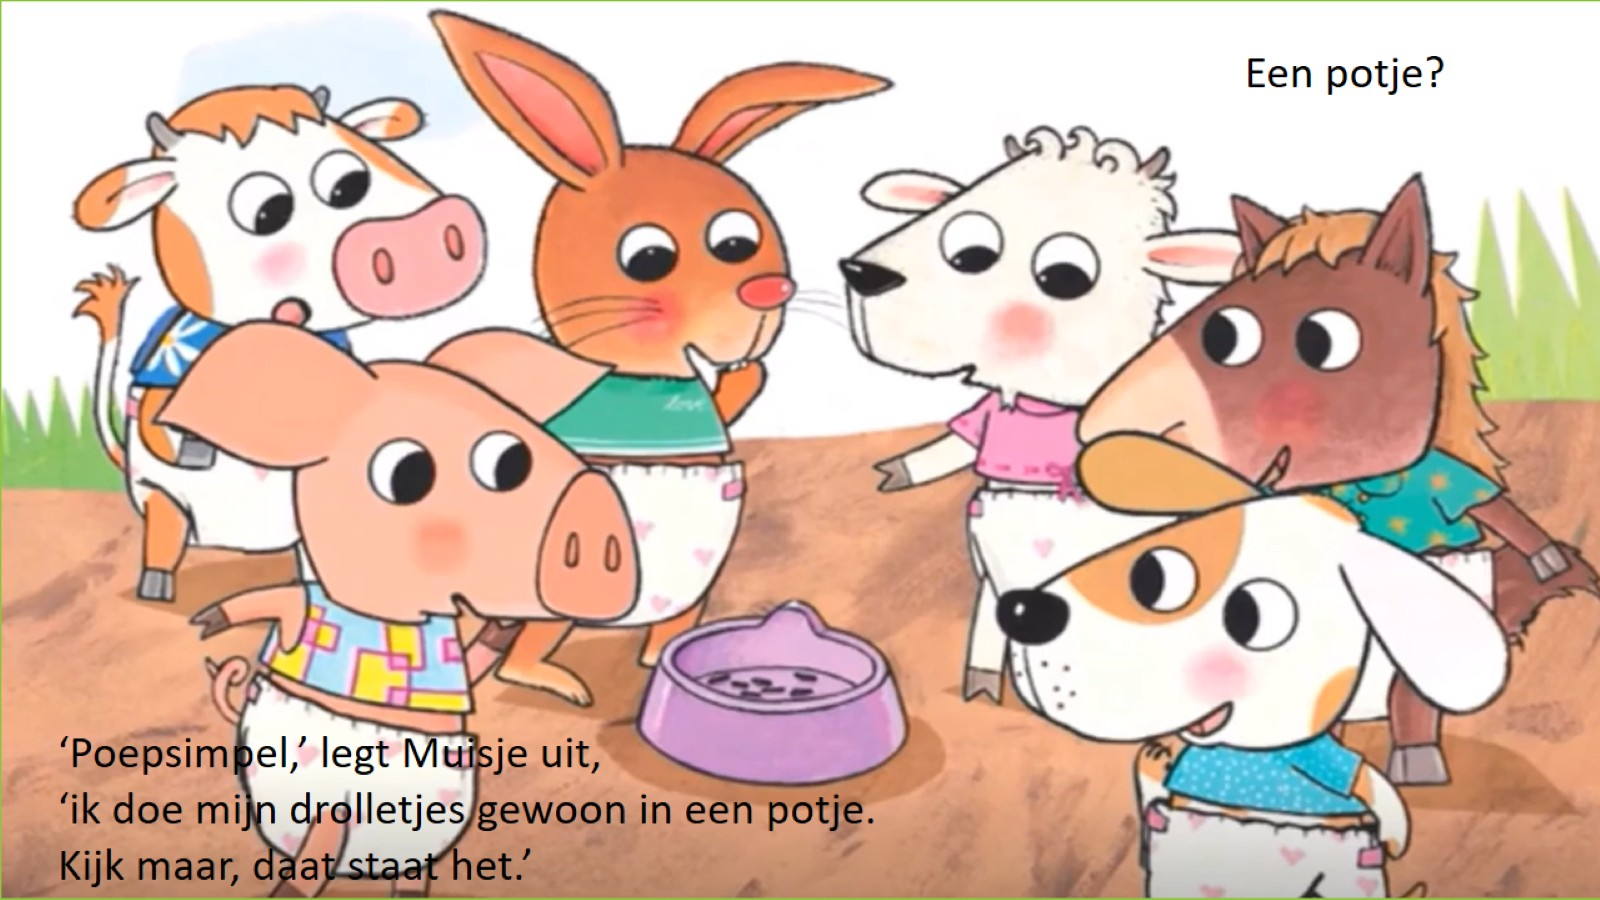 Een potje?
love
‘Poepsimpel,’ legt Muisje uit,
‘ik doe mijn drolletjes gewoon in een potje.
Kijk maar, daat staat het.’